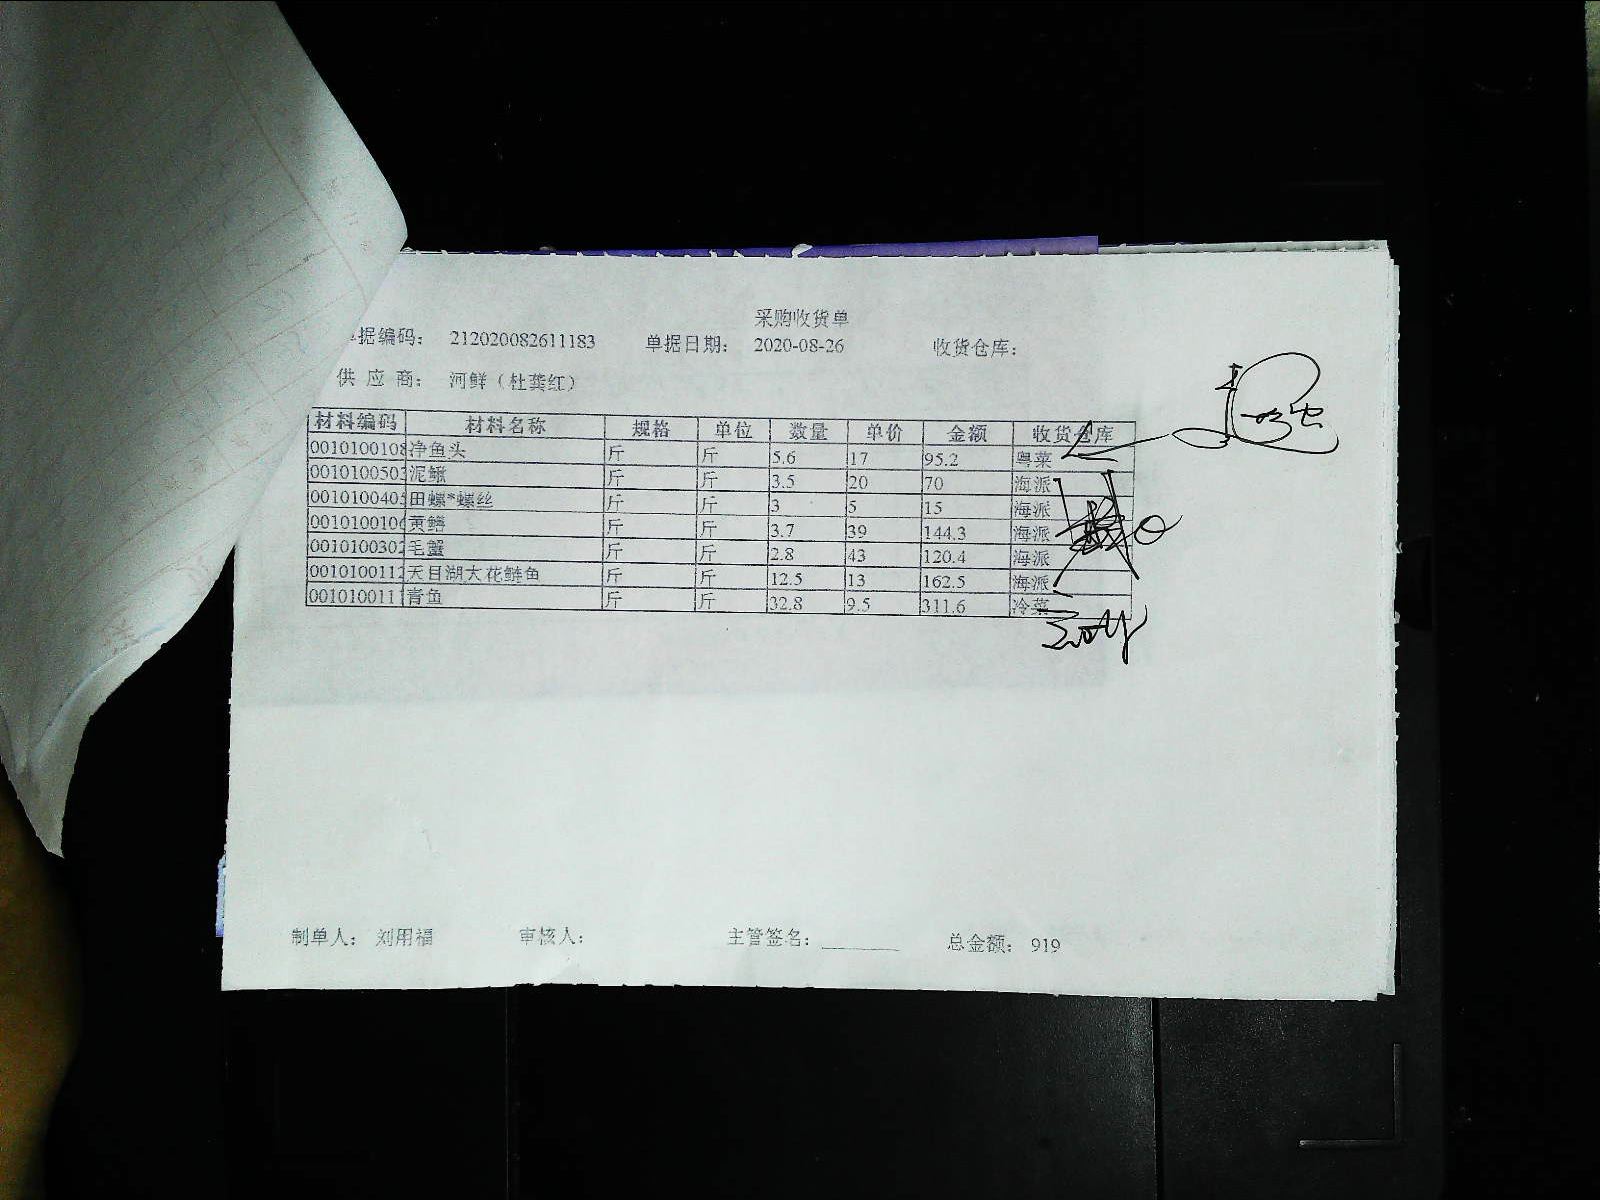 采购收货单
据编码： 212020082611183 单据日期： 2020-08-26 收货仓库：
供 应 商： 河鲜（杜龚红）
材料编码 材料名称 规格 单位 数量 单价 金额 收货仓库
0010100108 净鱼头 斤 斤 5.6 17 95.2 粤菜
0010100503 泥鳅 斤 斤 3.5 20 70 海派
0010100405 田螺*螺丝 斤 斤 3 5 15 海派
0010100106 黄鳝 斤 斤 3.7 39 144.3 海派
0010100302 毛蟹 斤 斤 2.8 43 120.4 海派
0010100112 天目湖大花鲢鱼 斤 斤 12.5 13 162.5 海派
0010100111 青鱼 斤 斤 32.8 9.5 311.6 冷菜
制单人： 刘用福 审核人： 主管签名： 总金额： 919